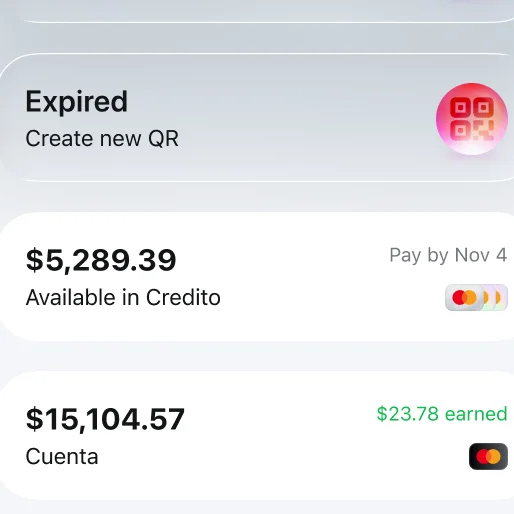 Expired
Create new QR
$5,289.39
Pay by Nov 4
Available in Credito
$15,104.57
$23.78 earned
Cuenta